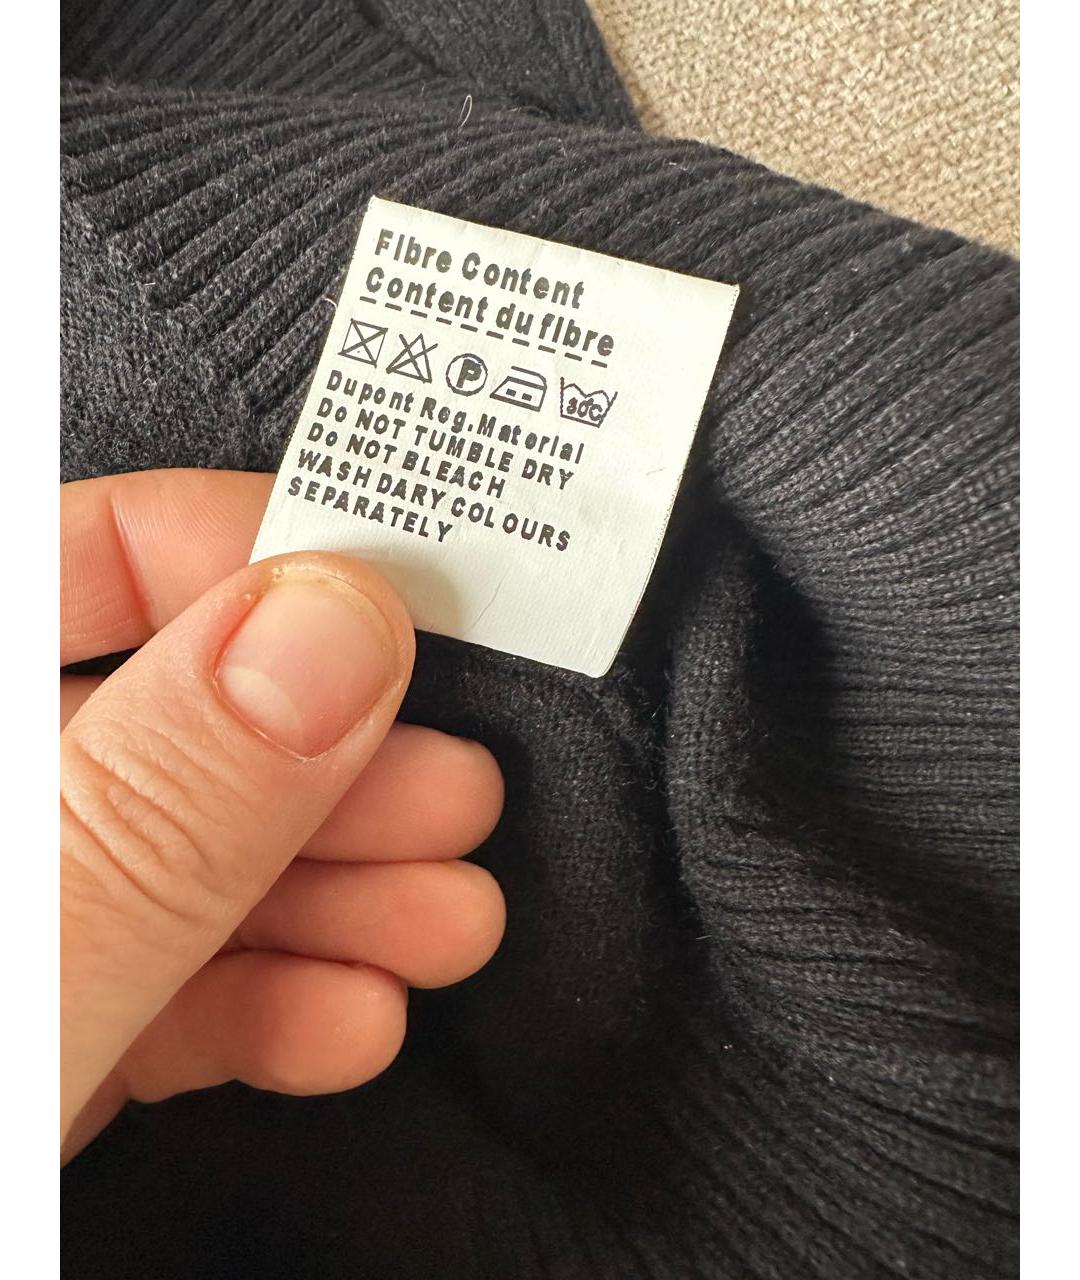 Fibre Content
Content du fibre
P 30C
Dupont Reg.Material
Do NOT TUMBLE DRY
Do NOT BLEACH
WASH DARY COLOURS
SEPARATELY